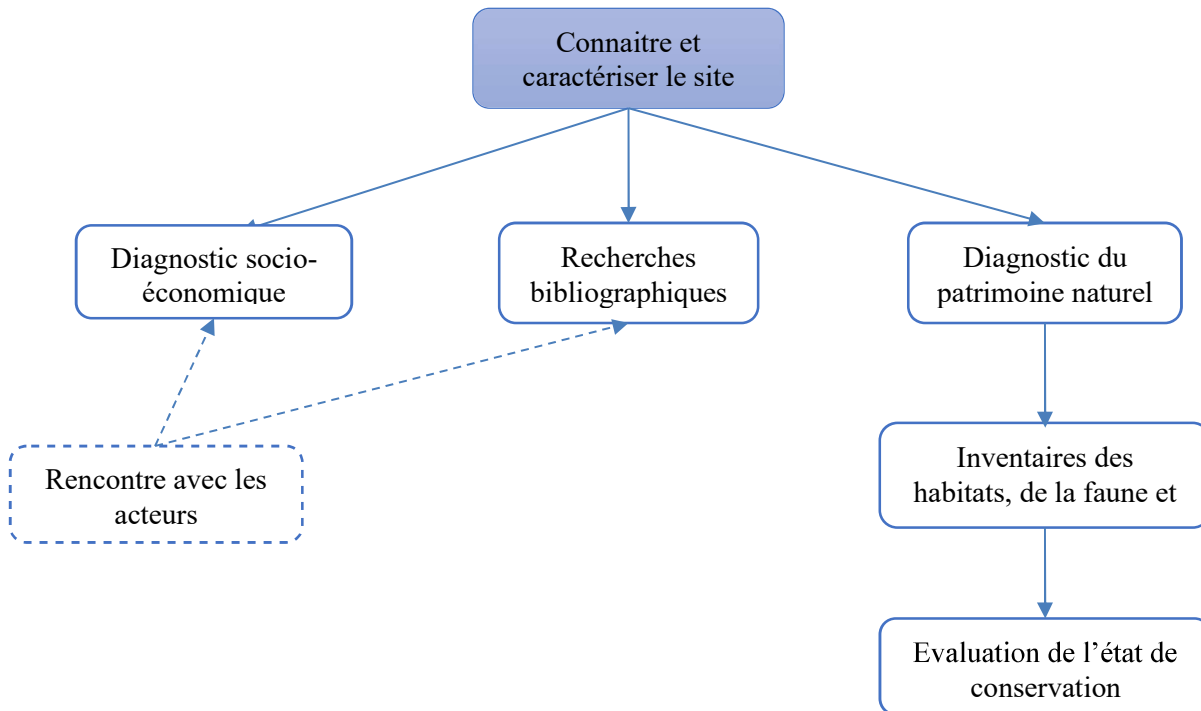 Connaitre et
caractériser le site
Diagnostic socio-
économique
Recherches
bibliographiques
Diagnostic du
patrimoine naturel
Rencontre avec les
acteurs
Inventaires des
habitats, de la faune et
Evaluation de l’état de
conservation